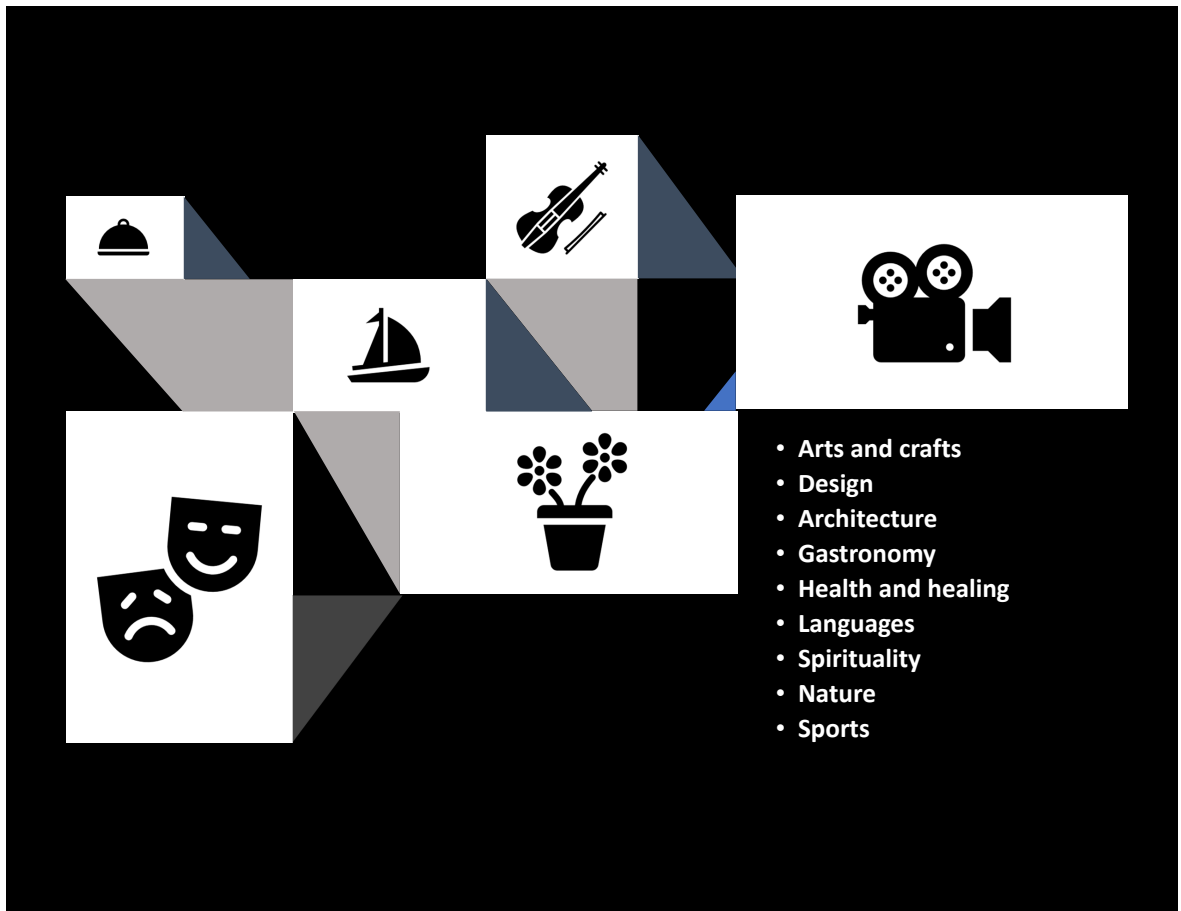 • Arts and crafts
• Design
• Architecture
• Gastronomy
• Health and healing
• Languages
• Spirituality
• Nature
• Sports